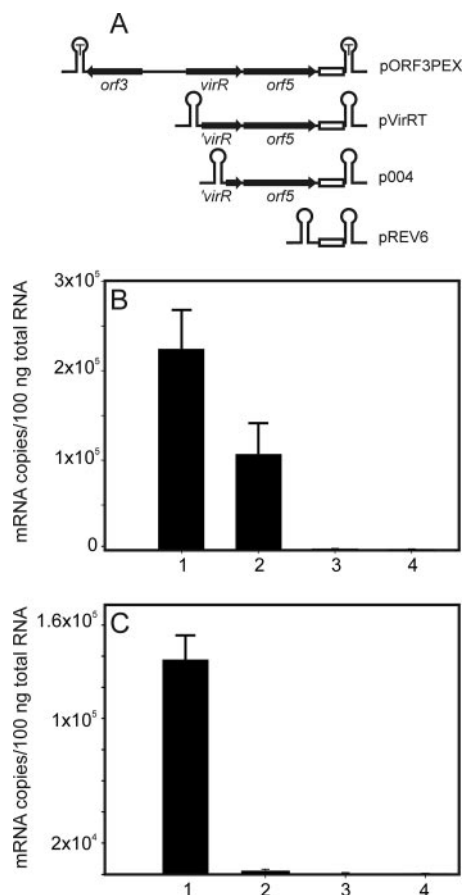 A
T
T
pORF3PEX
orf3
virR
orf5
pVirRT
'virR
orf5
p004
'virR
orf5
pREV6
B
mRNA copies/100 ng total RNA
3x10⁵
2x10⁵
1x10⁵
0
1
2
3
4
C
mRNA copies/100 ng total RNA
1.6x10⁵
1x10⁵
2x10⁴
1
2
3
4